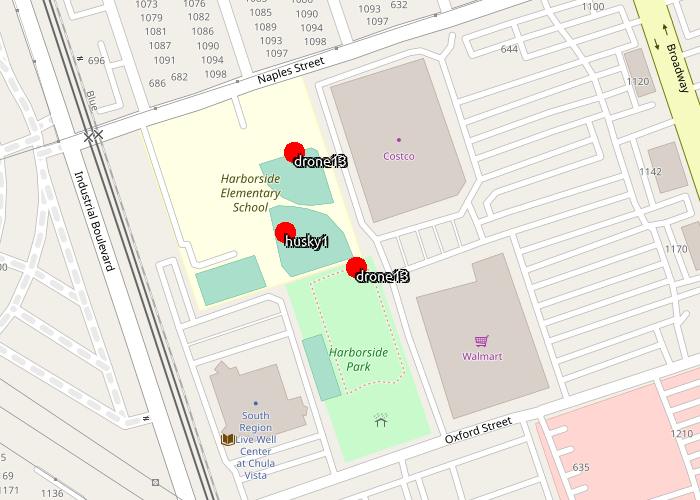 1073
1079
1081
1087
1091
1076
1082
1086
1090
1094
1098
1085
1089
1093
1097
1090
1094
1098
1093
1097
632
1100
696
686
682
644
Naples Street
Broadway
1120
Blue
Costco
drone13
1142
Harborside
Elementary
School
Industrial Boulevard
husky1
1170
drone13
Harborside
Park
Walmart
South
Region
Live Well
Center
at Chula
Vista
Oxford Street
635
1210
169
1171
1136